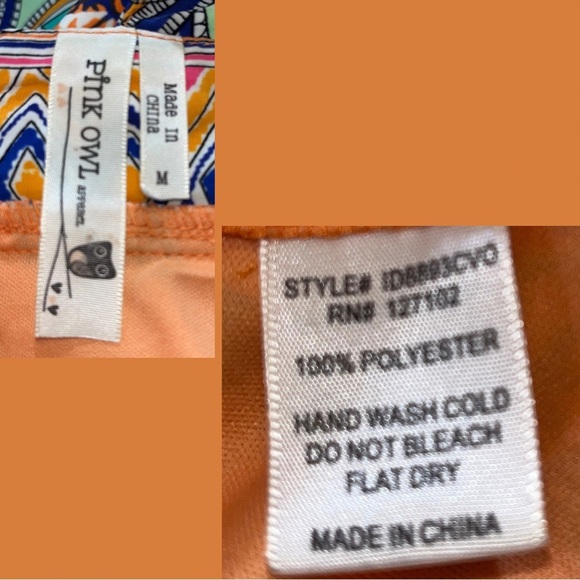 PiNK OWL APPAREL
Made in
CHina
M
STYLE# ID8893CVO
RN# 127102
100% POLYESTER
HAND WASH COLD
DO NOT BLEACH
FLAT DRY
MADE IN CHINA